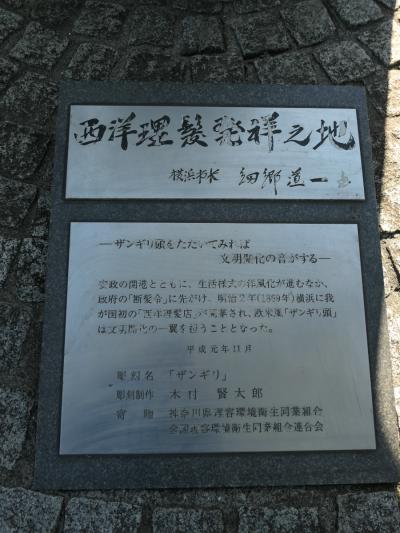 西洋理髪発祥之地
横浜市長 細郷道一 書
―ザンギリ頭をたたいてみれば
文明開化の音がする―
安政の開港とともに、生活様式の洋風化が進むなか、
政府の「断髪令」に先がけ、明治2年(1869年)横浜に我
が国初の「西洋理髪店」が開業され、欧米風「ザンギリ頭」
は文明開化の一翼を担うこととなった。
平成元年11月
彫刻名 「ザンギリ」
彫刻制作 木村 賢太郎
寄贈 神奈川県理容環境衛生同業組合
全国理容環境衛生同業組合連合会